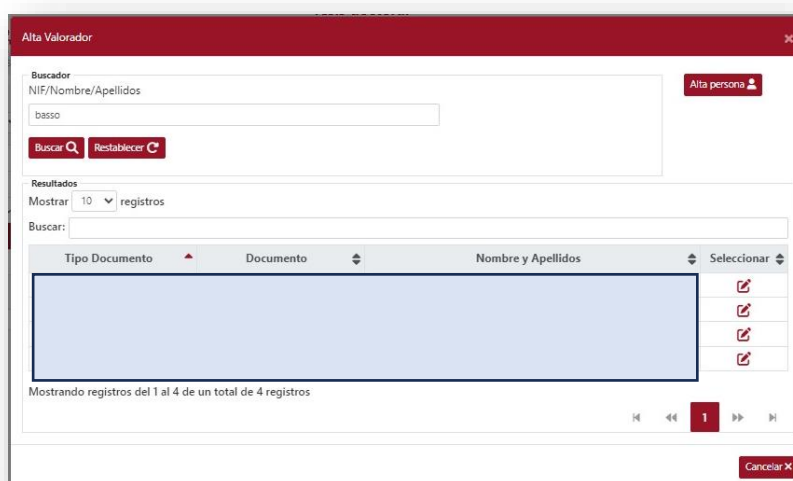 Alta Valorador
Buscador
NIF/Nombre/Apellidos
Alta persona
basso
Buscar Restablecer
Resultados
Mostrar 10 registros
Buscar:
Tipo Documento Documento Nombre y Apellidos Seleccionar
Mostrando registros del 1 al 4 de un total de 4 registros
1
Cancelar